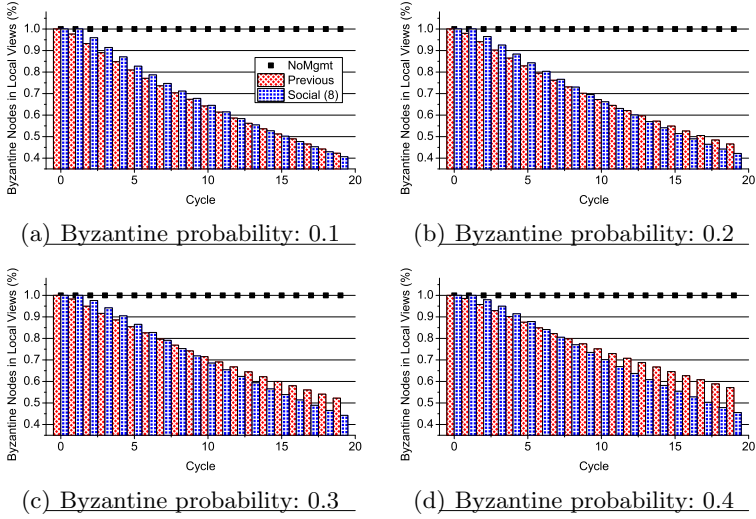 Byzantine Nodes in Local Views (%)
1.0
0.9
0.8
0.7
0.6
0.5
0.4
NoMgmt
Previous
Social (8)
0 5 10 15 20
Cycle
(a) Byzantine probability: 0.1
Byzantine Nodes in Local Views (%)
1.0
0.9
0.8
0.7
0.6
0.5
0.4
0 5 10 15 20
Cycle
(b) Byzantine probability: 0.2
Byzantine Nodes in Local Views (%)
1.0
0.9
0.8
0.7
0.6
0.5
0.4
0 5 10 15 20
Cycle
(c) Byzantine probability: 0.3
Byzantine Nodes in Local Views (%)
1.0
0.9
0.8
0.7
0.6
0.5
0.4
0 5 10 15 20
Cycle
(d) Byzantine probability: 0.4